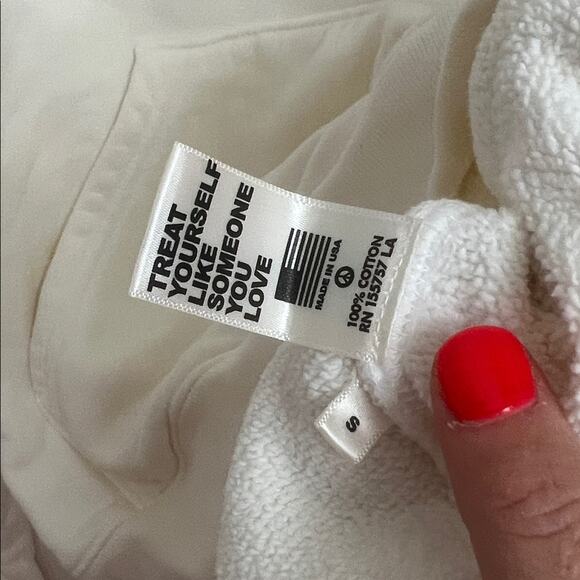 TREAT
YOURSELF
LIKE
SOMEONE
YOU
LOVE
MADE IN USA
100% COTTON
RN 155757 LA
S